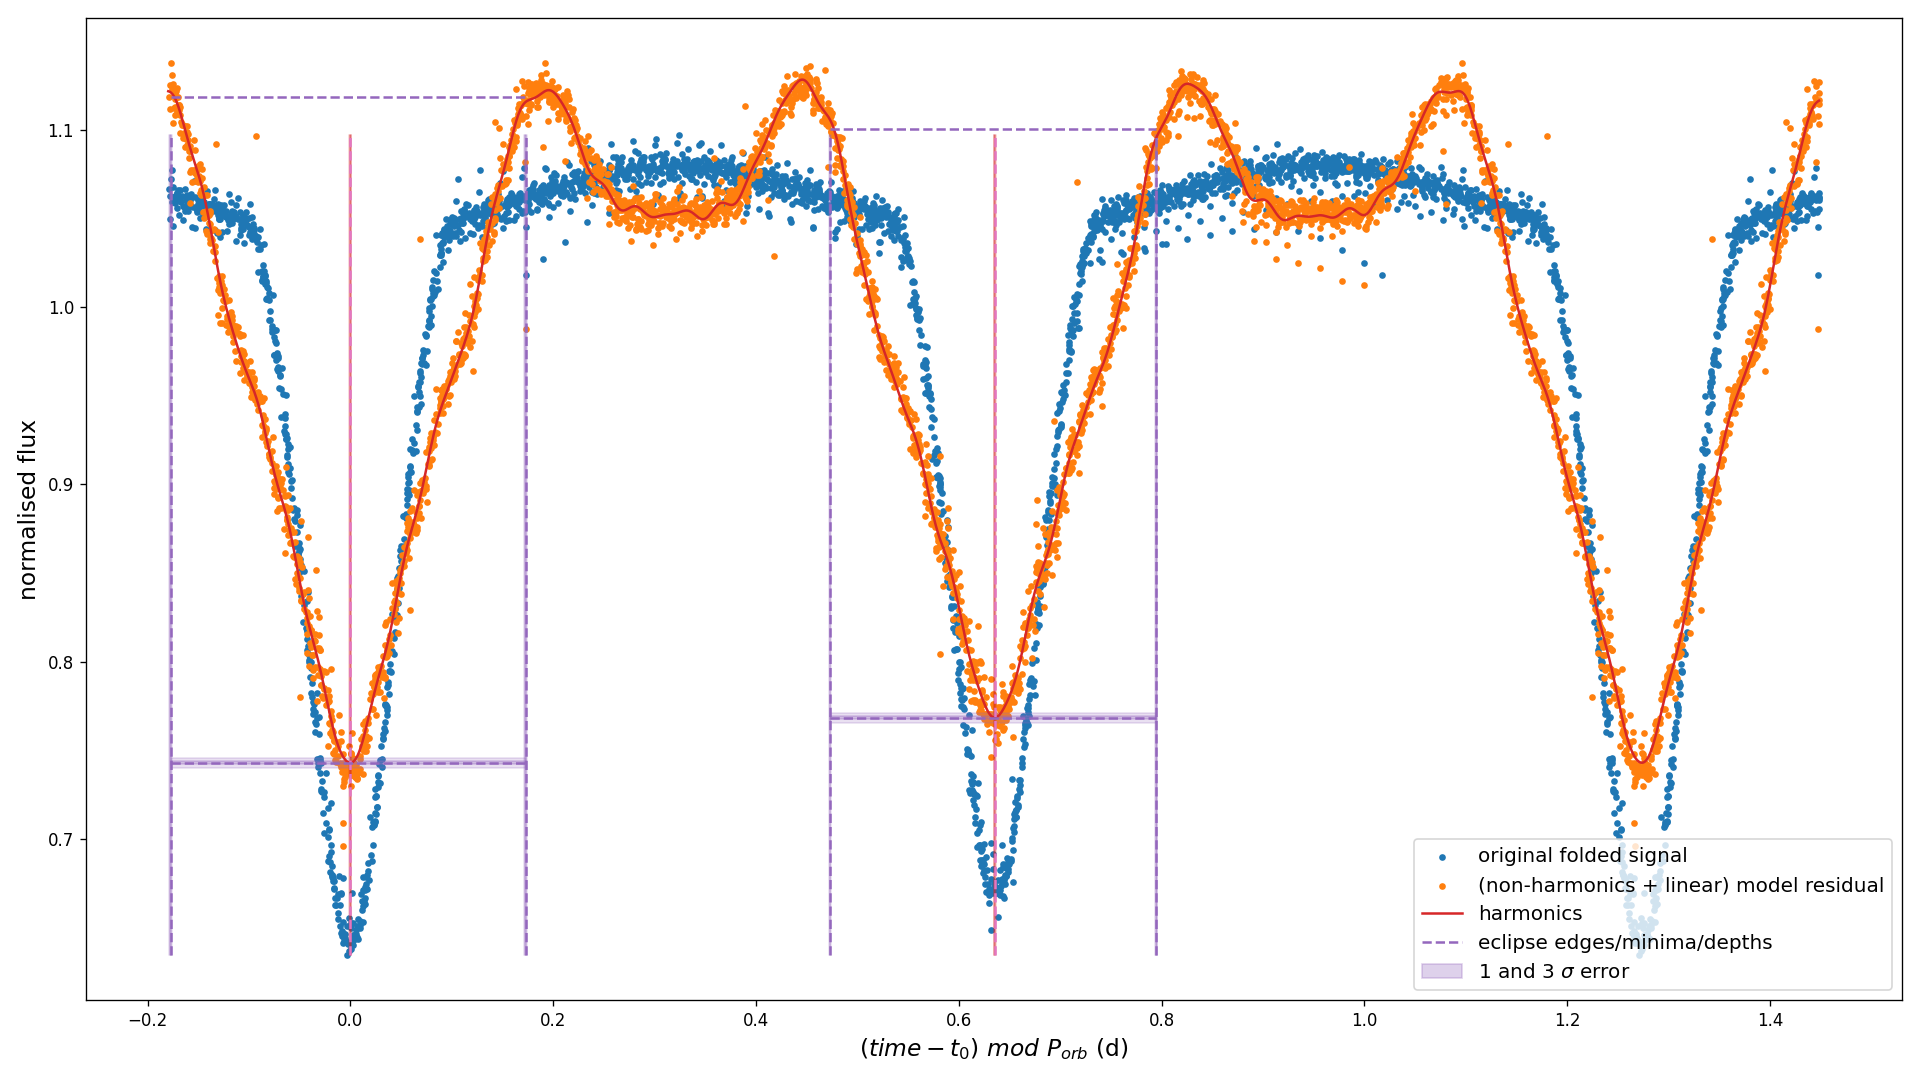 normalised flux
1.1
1.0
0.9
0.8
0.7
−0.2
0.0
0.2
0.4
0.6
0.8
1.0
1.2
1.4
(time − t₀) mod Pₒᵣb (d)
original folded signal
(non-harmonics + linear) model residual
harmonics
eclipse edges/minima/depths
1 and 3 σ error